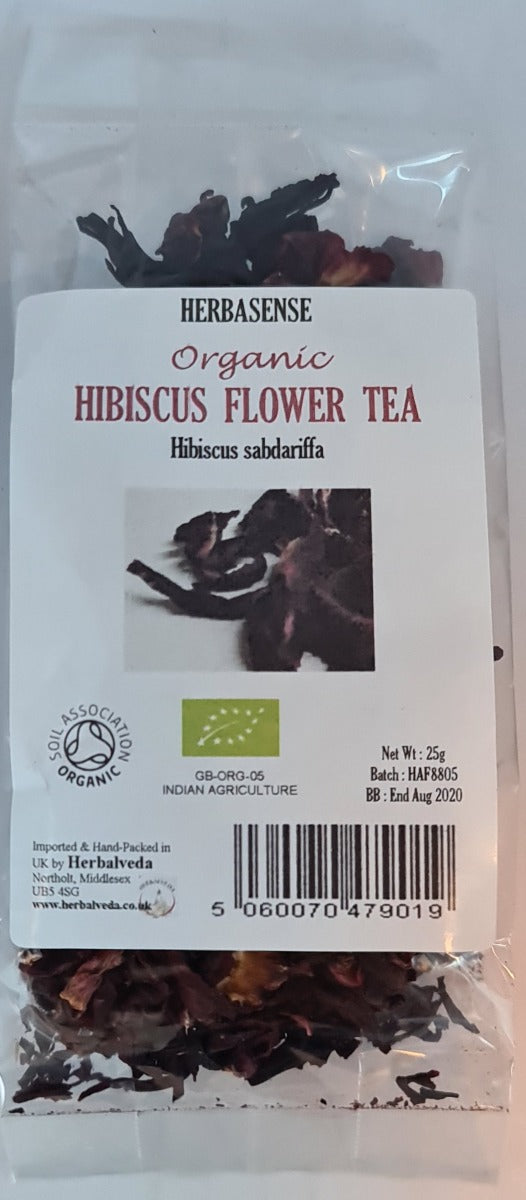 HERBASENSE
Organic
HIBISCUS FLOWER TEA
Hibiscus sabdariffa
SOIL ASSOCIATION
ORGANIC
GB-ORG-05
INDIAN AGRICULTURE
Net Wt : 25g
Batch : HAF8805
BB : End Aug 2020
Imported & Hand-Packed in
UK by Herbalveda
Northolt, Middlesex
UB5 4SG
www.herbalveda.co.uk
5 060070 479019